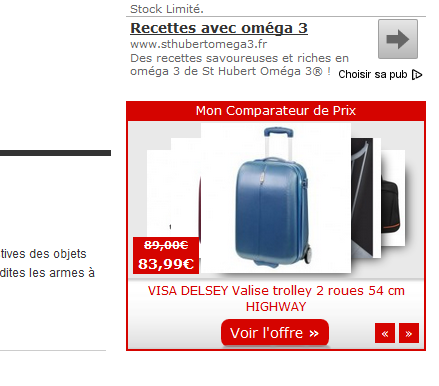 Stock Limité.
Recettes avec oméga 3
www.sthubertomega3.fr
Des recettes savoureuses et riches en
oméga 3 de St Hubert Oméga 3® !
Choisir sa pub
Mon Comparateur de Prix
89,00€
83,99€
VISA DELSEY Valise trolley 2 roues 54 cm
HIGHWAY
Voir l'offre »
« »
tives des objets
dites les armes à